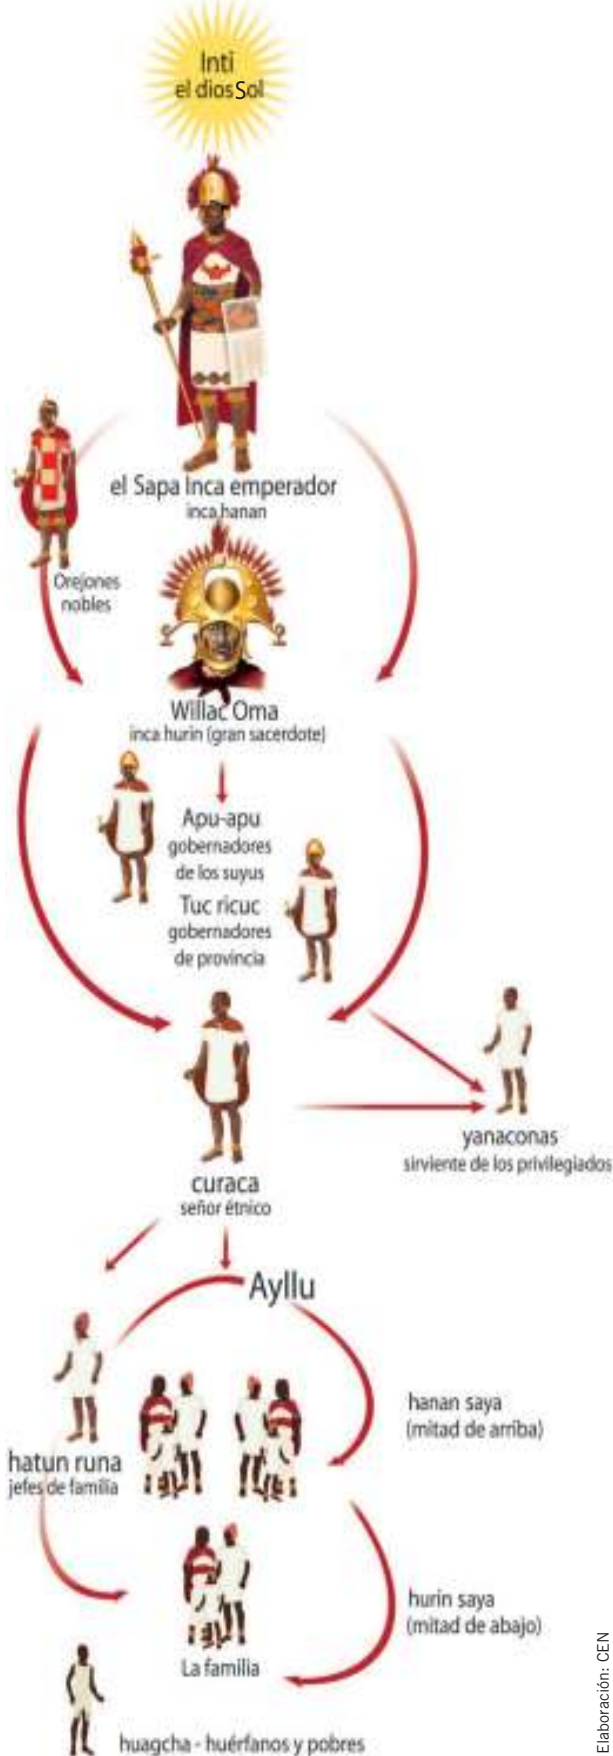 Inti
el dios Sol
el Sapa Inca emperador
inca hanan
Orejones
nobles
Willac Oma
inca hurin (gran sacerdote)
Apu-apu
gobernadores
de los suyus
Tuc ricuc
gobernadores
de provincia
yanaconas
sirviente de los privilegiados
curaca
señor étnico
Ayllu
hanan saya
(mitad de arriba)
hatun runa
jefes de familia
hurin saya
(mitad de abajo)
La familia
huagcha - huérfanos y pobres
Elaboración: CEN